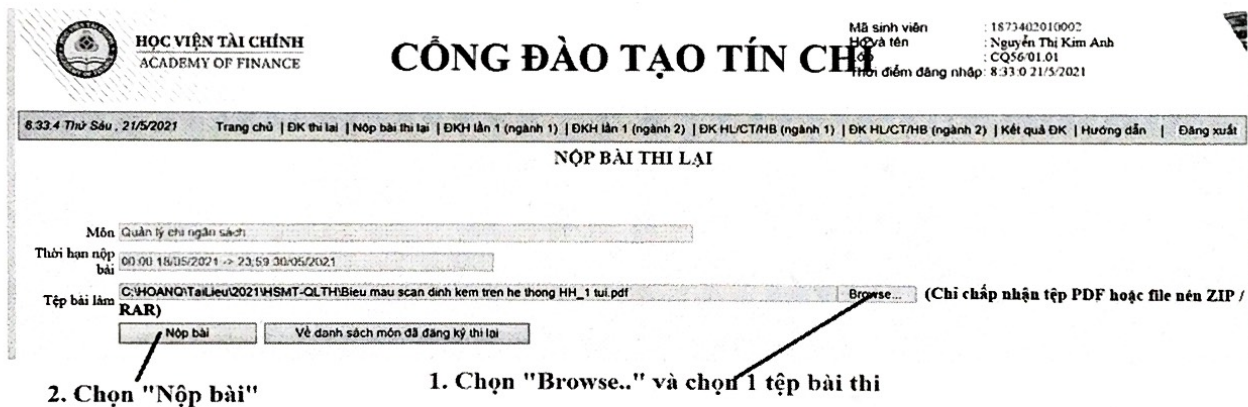 HỌC VIỆN TÀI CHÍNH
ACADEMY OF FINANCE
CỔNG ĐÀO TẠO TÍN CHỈ
Mã sinh viên : 1873402010002
Họ và tên : Nguyễn Thị Kim Anh
: CQ56/01.01
Thời điểm đăng nhập: 8:33:0 21/5/2021
8:33:4 Thứ Sáu , 21/5/2021 Trang chủ | ĐK thi lại | Nộp bài thi lại | ĐKH lần 1 (ngành 1) | ĐKH lần 1 (ngành 2) | ĐK HL/CT/HB (ngành 1) | ĐK HL/CT/HB (ngành 2) | Kết quả ĐK | Hướng dẫn | Đăng xuất
NỘP BÀI THI LẠI
Môn Quản lý chi ngân sách
Thời hạn nộp bài 00:00 18/05/2021 -> 23:59 30/05/2021
Tệp bài làm C:\HOANQ\TaiLieu\2021\HSMT-QLTH\Bieu mau scan dinh kem tren he thong HH_1 tui.pdf Browse... (Chỉ chấp nhận tệp PDF hoặc file nén ZIP /
RAR)
Nộp bài Về danh sách môn đã đăng ký thi lại
2. Chọn "Nộp bài" 1. Chọn "Browse.." và chọn 1 tệp bài thi